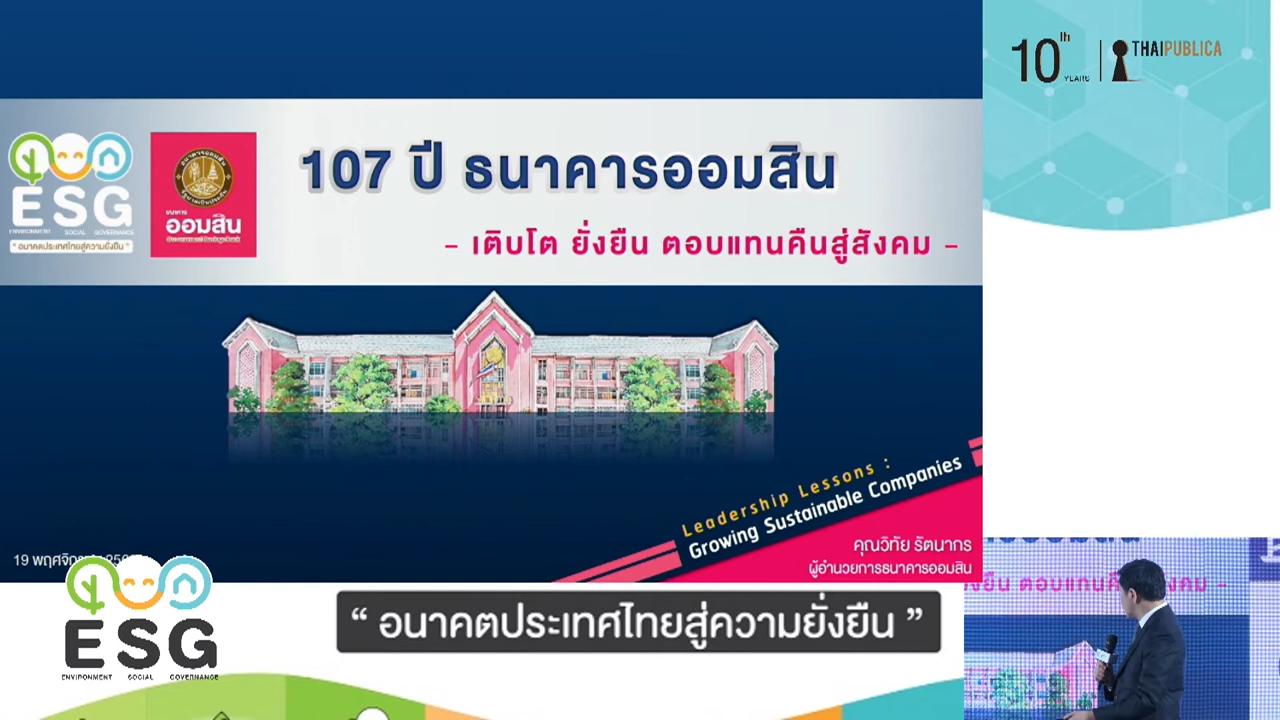 10th YEARS THAIPUBLICA
107 ปี ธนาคารออมสิน
- เติบโต ยั่งยืน ตอบแทนคืนสู่สังคม -
ESG
ENVIRONMENT SOCIAL GOVERNANCE
"อนาคตประเทศไทยสู่ความยั่งยืน"
ธนาคาร
ออมสิน
Leadership Lessons :
Growing Sustainable Companies
คุณวิทัย รัตนากร
ผู้อำนวยการธนาคารออมสิน
19 พฤศจิกายน
“ อนาคตประเทศไทยสู่ความยั่งยืน ”
ESG
ENVIRONMENT SOCIAL GOVERNANCE
ยืน ตอบแทน